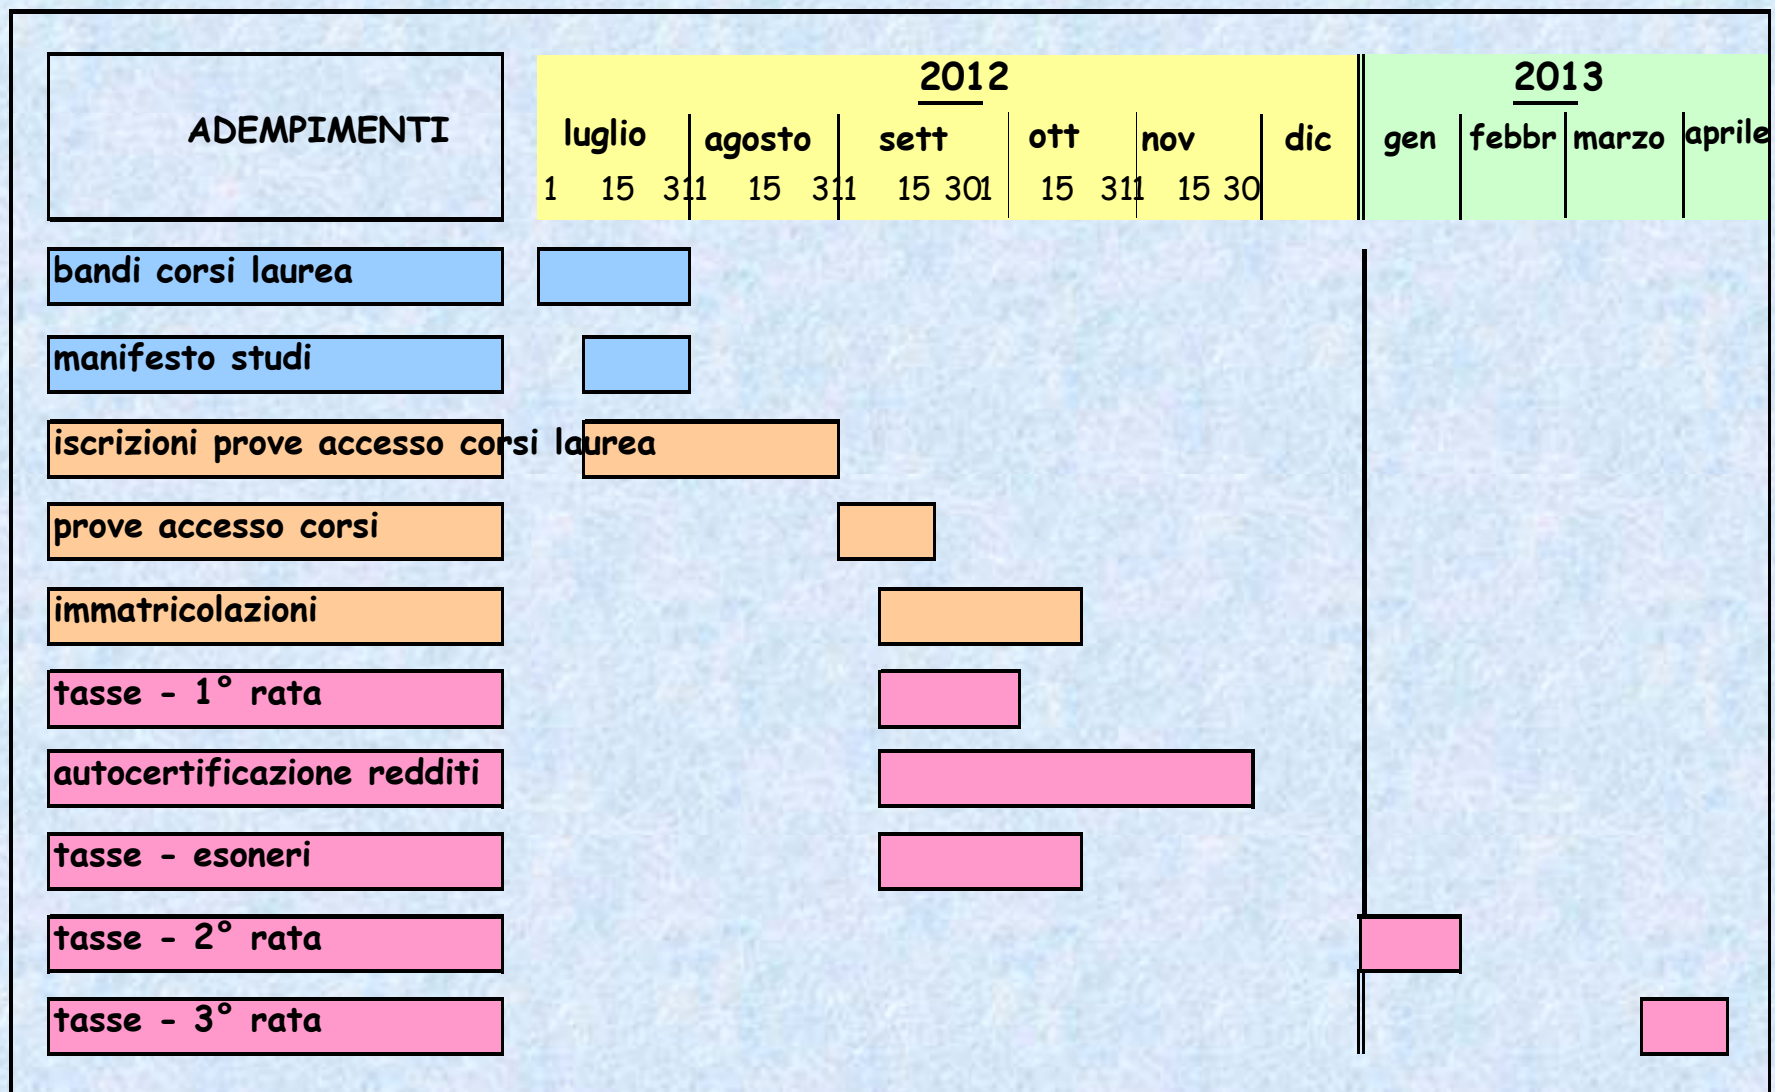 2012 2013
ADEMPIMENTI
luglio agosto sett ott nov dic gen febbr marzo aprile
1 15 31 1 15 31 1 15 30 1 15 31 1 15 30
bandi corsi laurea
manifesto studi
iscrizioni prove accesso corsi laurea
prove accesso corsi
immatricolazioni
tasse - 1° rata
autocertificazione redditi
tasse - esoneri
tasse - 2° rata
tasse - 3° rata